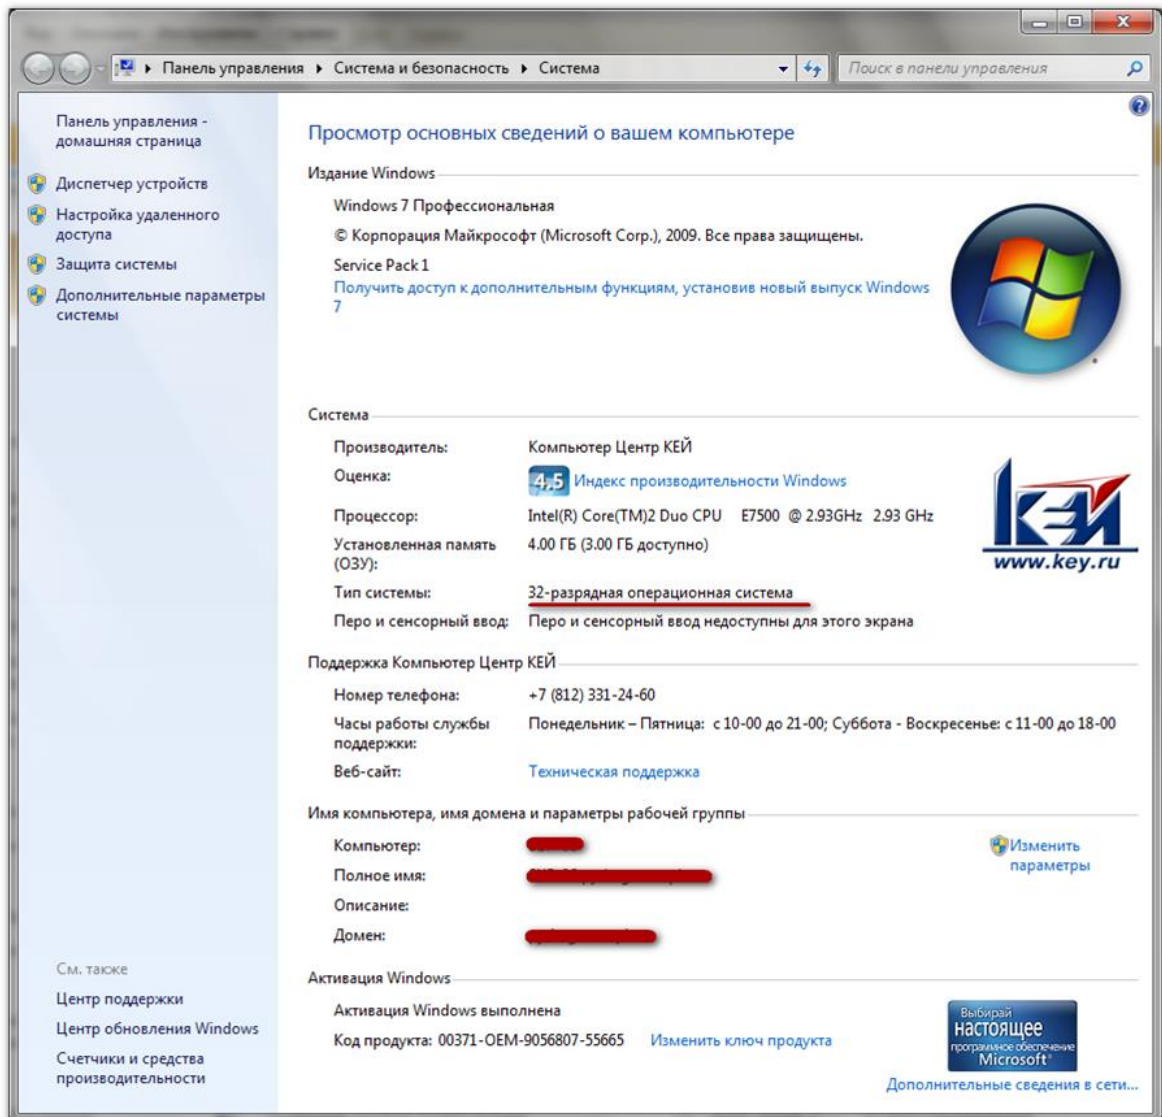 Панель управления ▸ Система и безопасность ▸ Система
Поиск в панели управления
Панель управления -
домашняя страница
Диспетчер устройств
Настройка удаленного
доступа
Защита системы
Дополнительные параметры
системы
См. также
Центр поддержки
Центр обновления Windows
Счетчики и средства
производительности
Просмотр основных сведений о вашем компьютере
Издание Windows
Windows 7 Профессиональная
© Корпорация Майкрософт (Microsoft Corp.), 2009. Все права защищены.
Service Pack 1
Получить доступ к дополнительным функциям, установив новый выпуск Windows
7
Система
Производитель: Компьютер Центр КЕЙ
Оценка: 4,5 Индекс производительности Windows
Процессор: Intel(R) Core(TM)2 Duo CPU E7500 @ 2.93GHz 2.93 GHz
Установленная память
(ОЗУ): 4.00 ГБ (3.00 ГБ доступно)
Тип системы: 32-разрядная операционная система
Перо и сенсорный ввод: Перо и сенсорный ввод недоступны для этого экрана
кей
www.key.ru
Поддержка Компьютер Центр КЕЙ
Номер телефона: +7 (812) 331-24-60
Часы работы службы
поддержки: Понедельник – Пятница: с 10-00 до 21-00; Суббота - Воскресенье: с 11-00 до 18-00
Веб-сайт: Техническая поддержка
Имя компьютера, имя домена и параметры рабочей группы
Компьютер:
Полное имя:
Описание:
Домен:
Изменить
параметры
Активация Windows
Активация Windows выполнена
Код продукта: 00371-OEM-9056807-55665 Изменить ключ продукта
Выбирай
настоящее
программное обеспечение
Microsoft
Дополнительные сведения в сети...